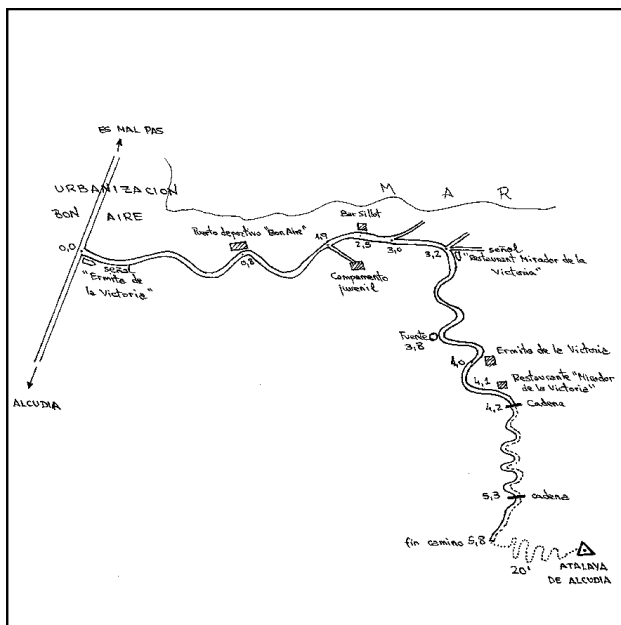 ES MAL PAS
URBANIZACION
BON AIRE
M A R
0,0
señal
"Ermita de
la Victoria"
Puerto deportivo "Bon Aire"
0,8
1,9
Campamento
juvenil
Bar Sillot
2,5
3,0
3,2
señal
"Restaurant Mirador de la
Victoria"
Fuente
3,8
4,0
Ermita de la Victoria
4,1
Restaurante "Mirador
de la Victoria"
4,2
Cadena
5,3
cadena
fin camino 5,8
20'
ATALAYA
DE ALCUDIA
ALCUDIA